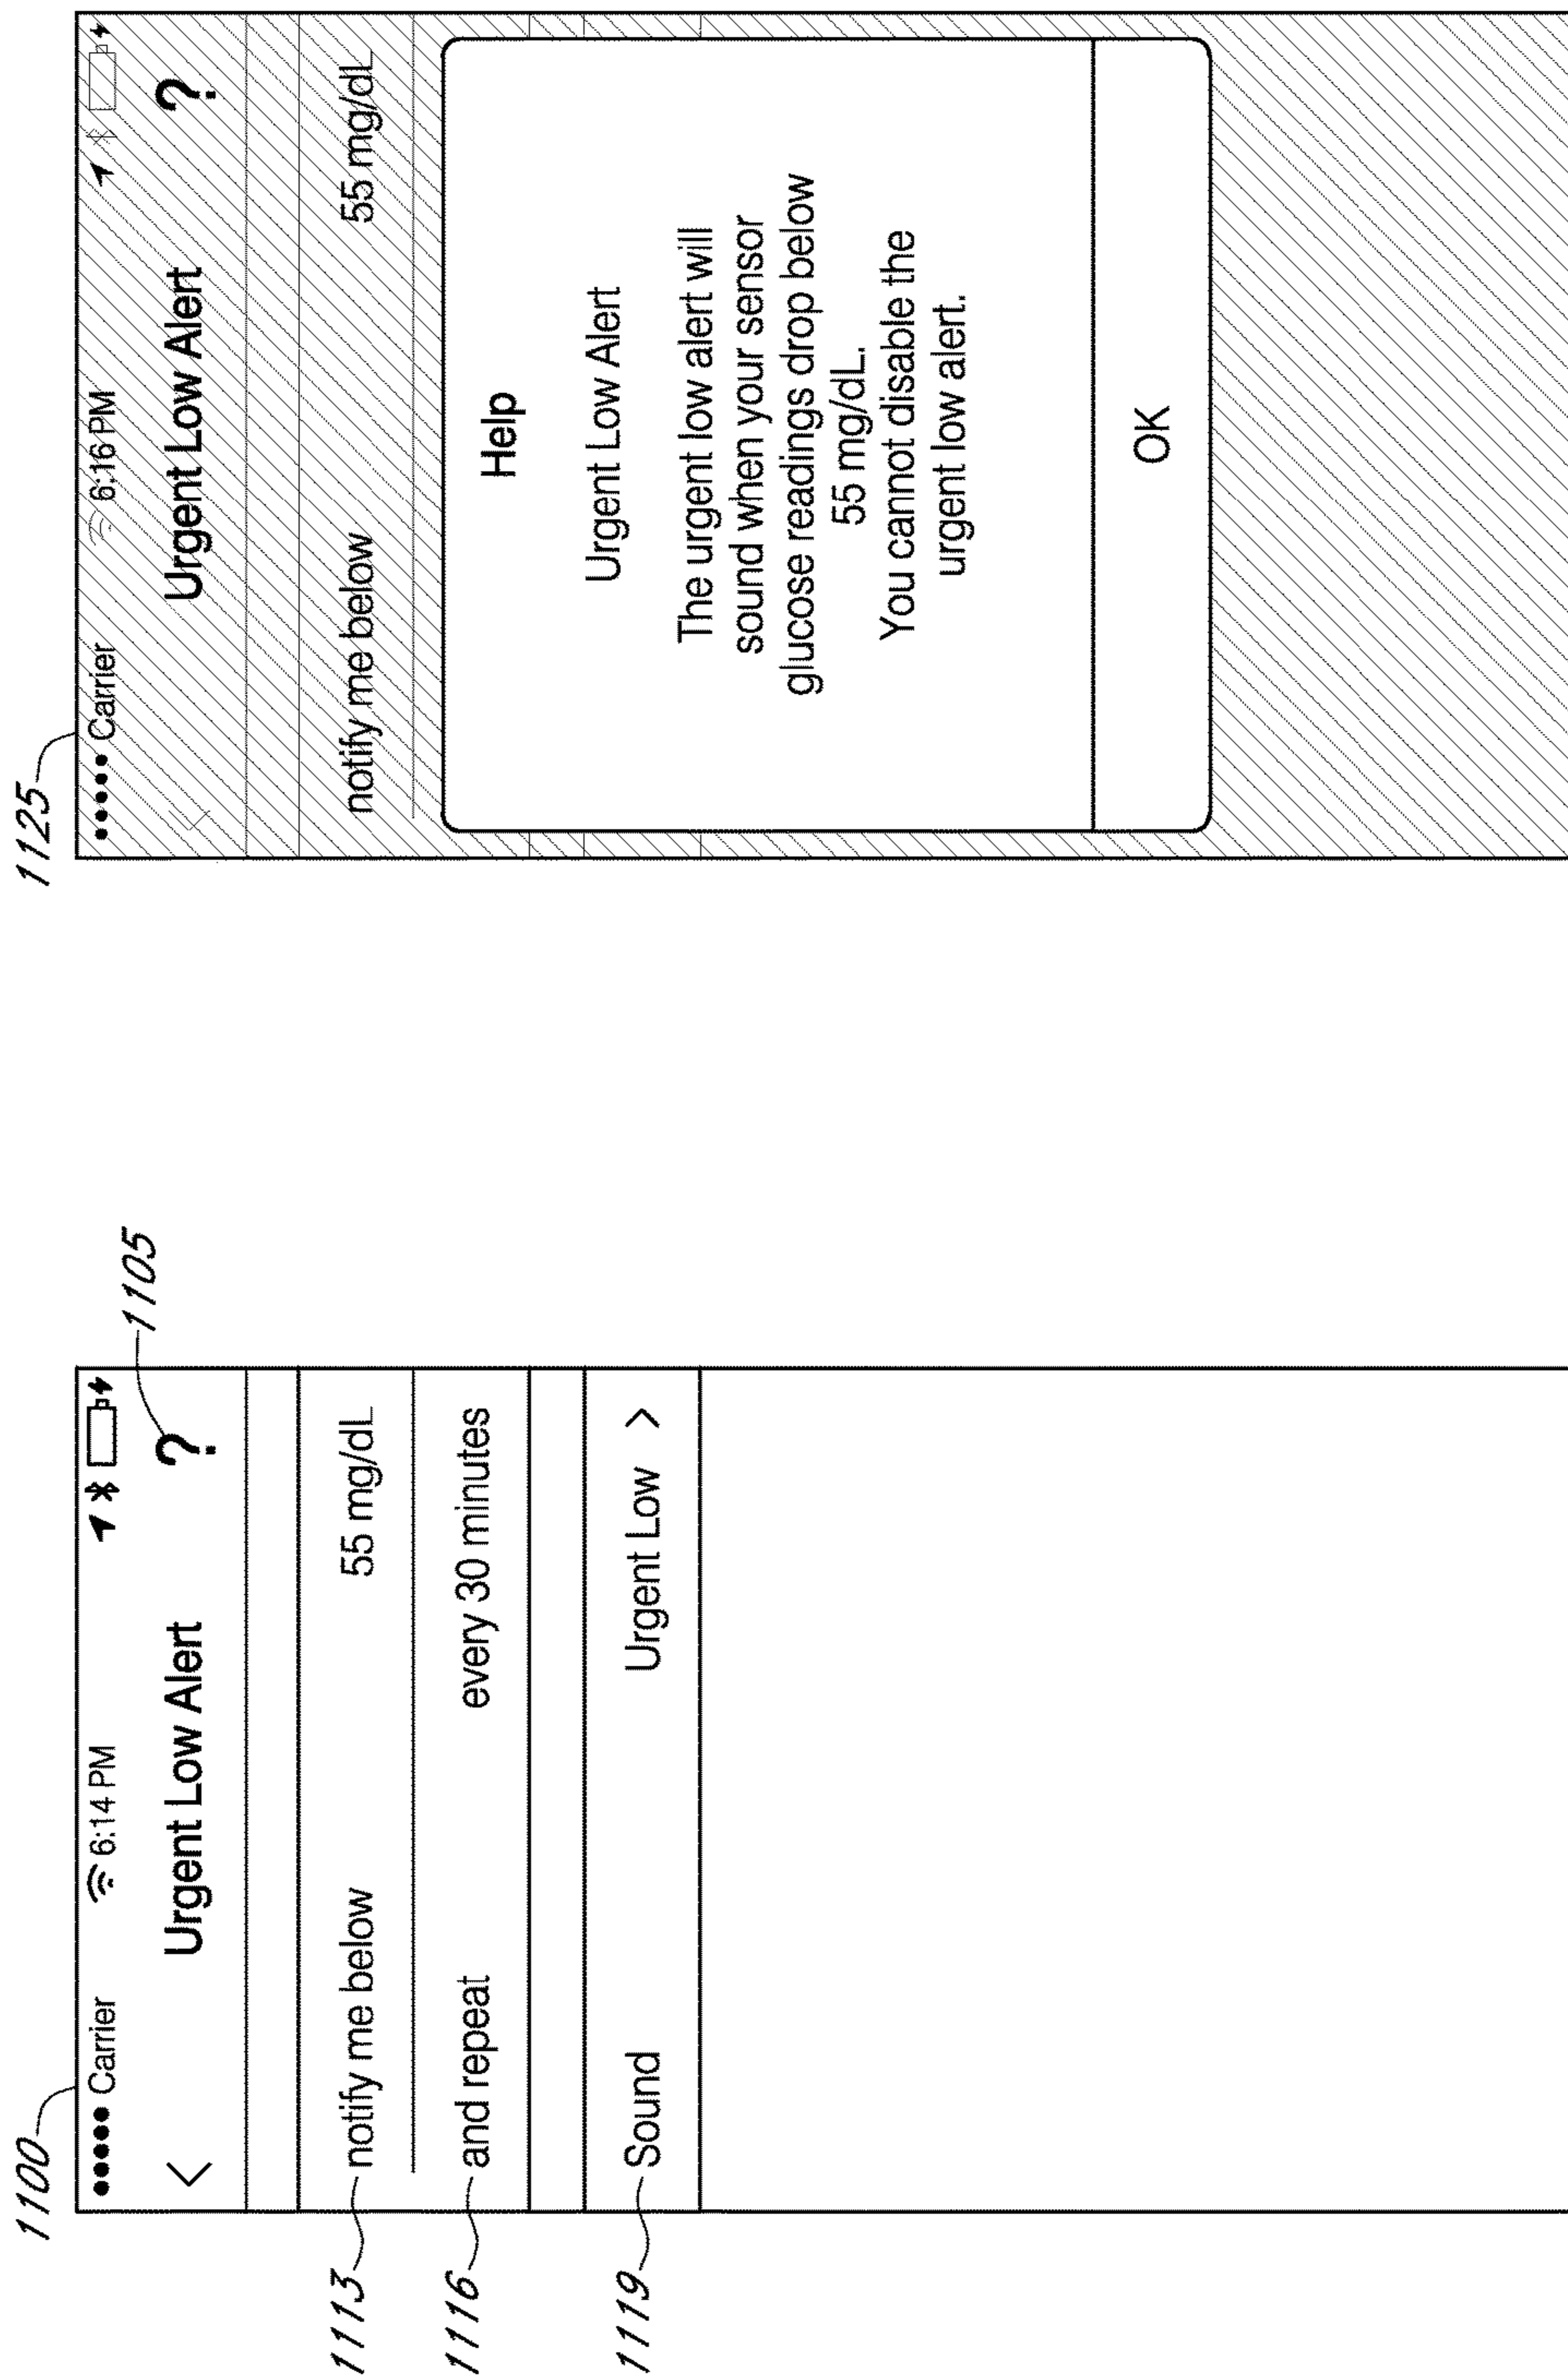 1100
Carrier 6:14 PM
Urgent Low Alert ?
1105
1113 notify me below 55 mg/dL
1116 and repeat every 30 minutes
1119 Sound Urgent Low >
1125
Carrier 6:16 PM
Urgent Low Alert ?
notify me below 55 mg/dL
Help
Urgent Low Alert
The urgent low alert will
sound when your sensor
glucose readings drop below
55 mg/dL.
You cannot disable the
urgent low alert.
OK